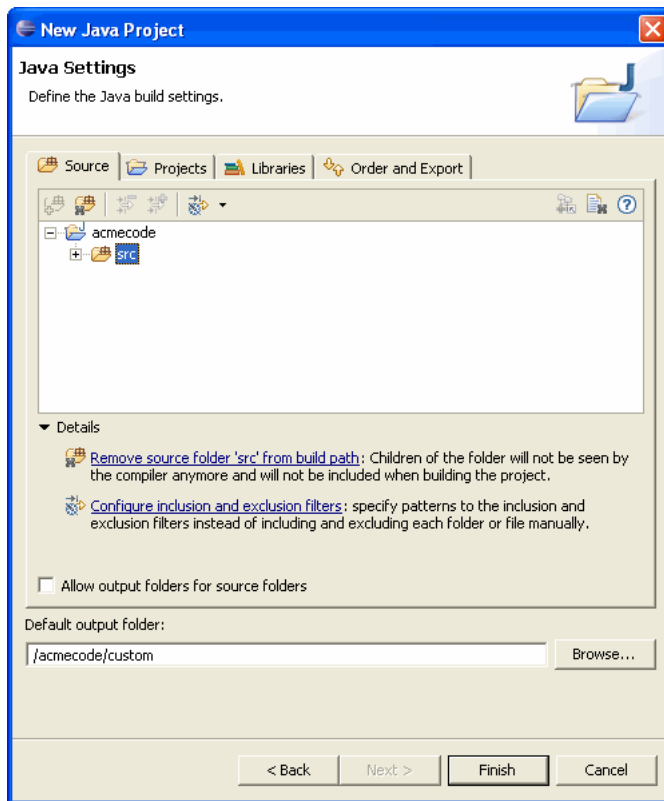 New Java Project
Java Settings
Define the Java build settings.
Source Projects Libraries Order and Export
acmecode
src
Details
Remove source folder 'src' from build path: Children of the folder will not be seen by
the compiler anymore and will not be included when building the project.
Configure inclusion and exclusion filters: specify patterns to the inclusion and
exclusion filters instead of including and excluding each folder or file manually.
Allow output folders for source folders
Default output folder:
/acmecode/custom Browse...
< Back Next > Finish Cancel